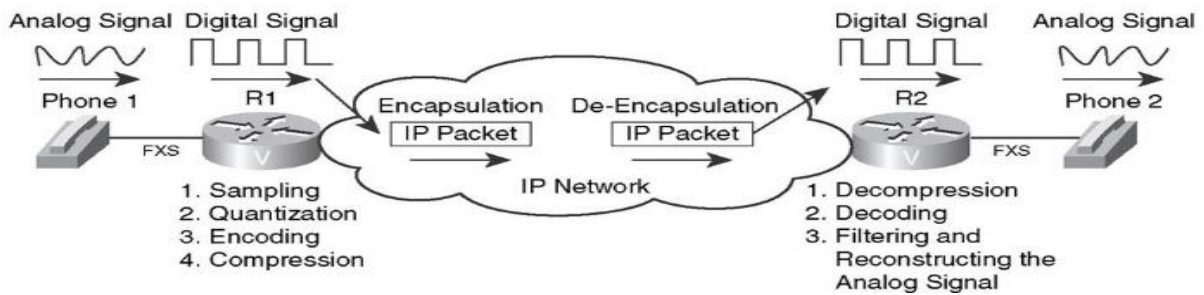 Analog Signal Digital Signal Digital Signal Analog Signal
Phone 1 R1 Encapsulation De-Encapsulation R2 Phone 2
IP Packet IP Packet
FXS V V FXS
IP Network
1. Sampling
2. Quantization
3. Encoding
4. Compression
1. Decompression
2. Decoding
3. Filtering and
Reconstructing the
Analog Signal